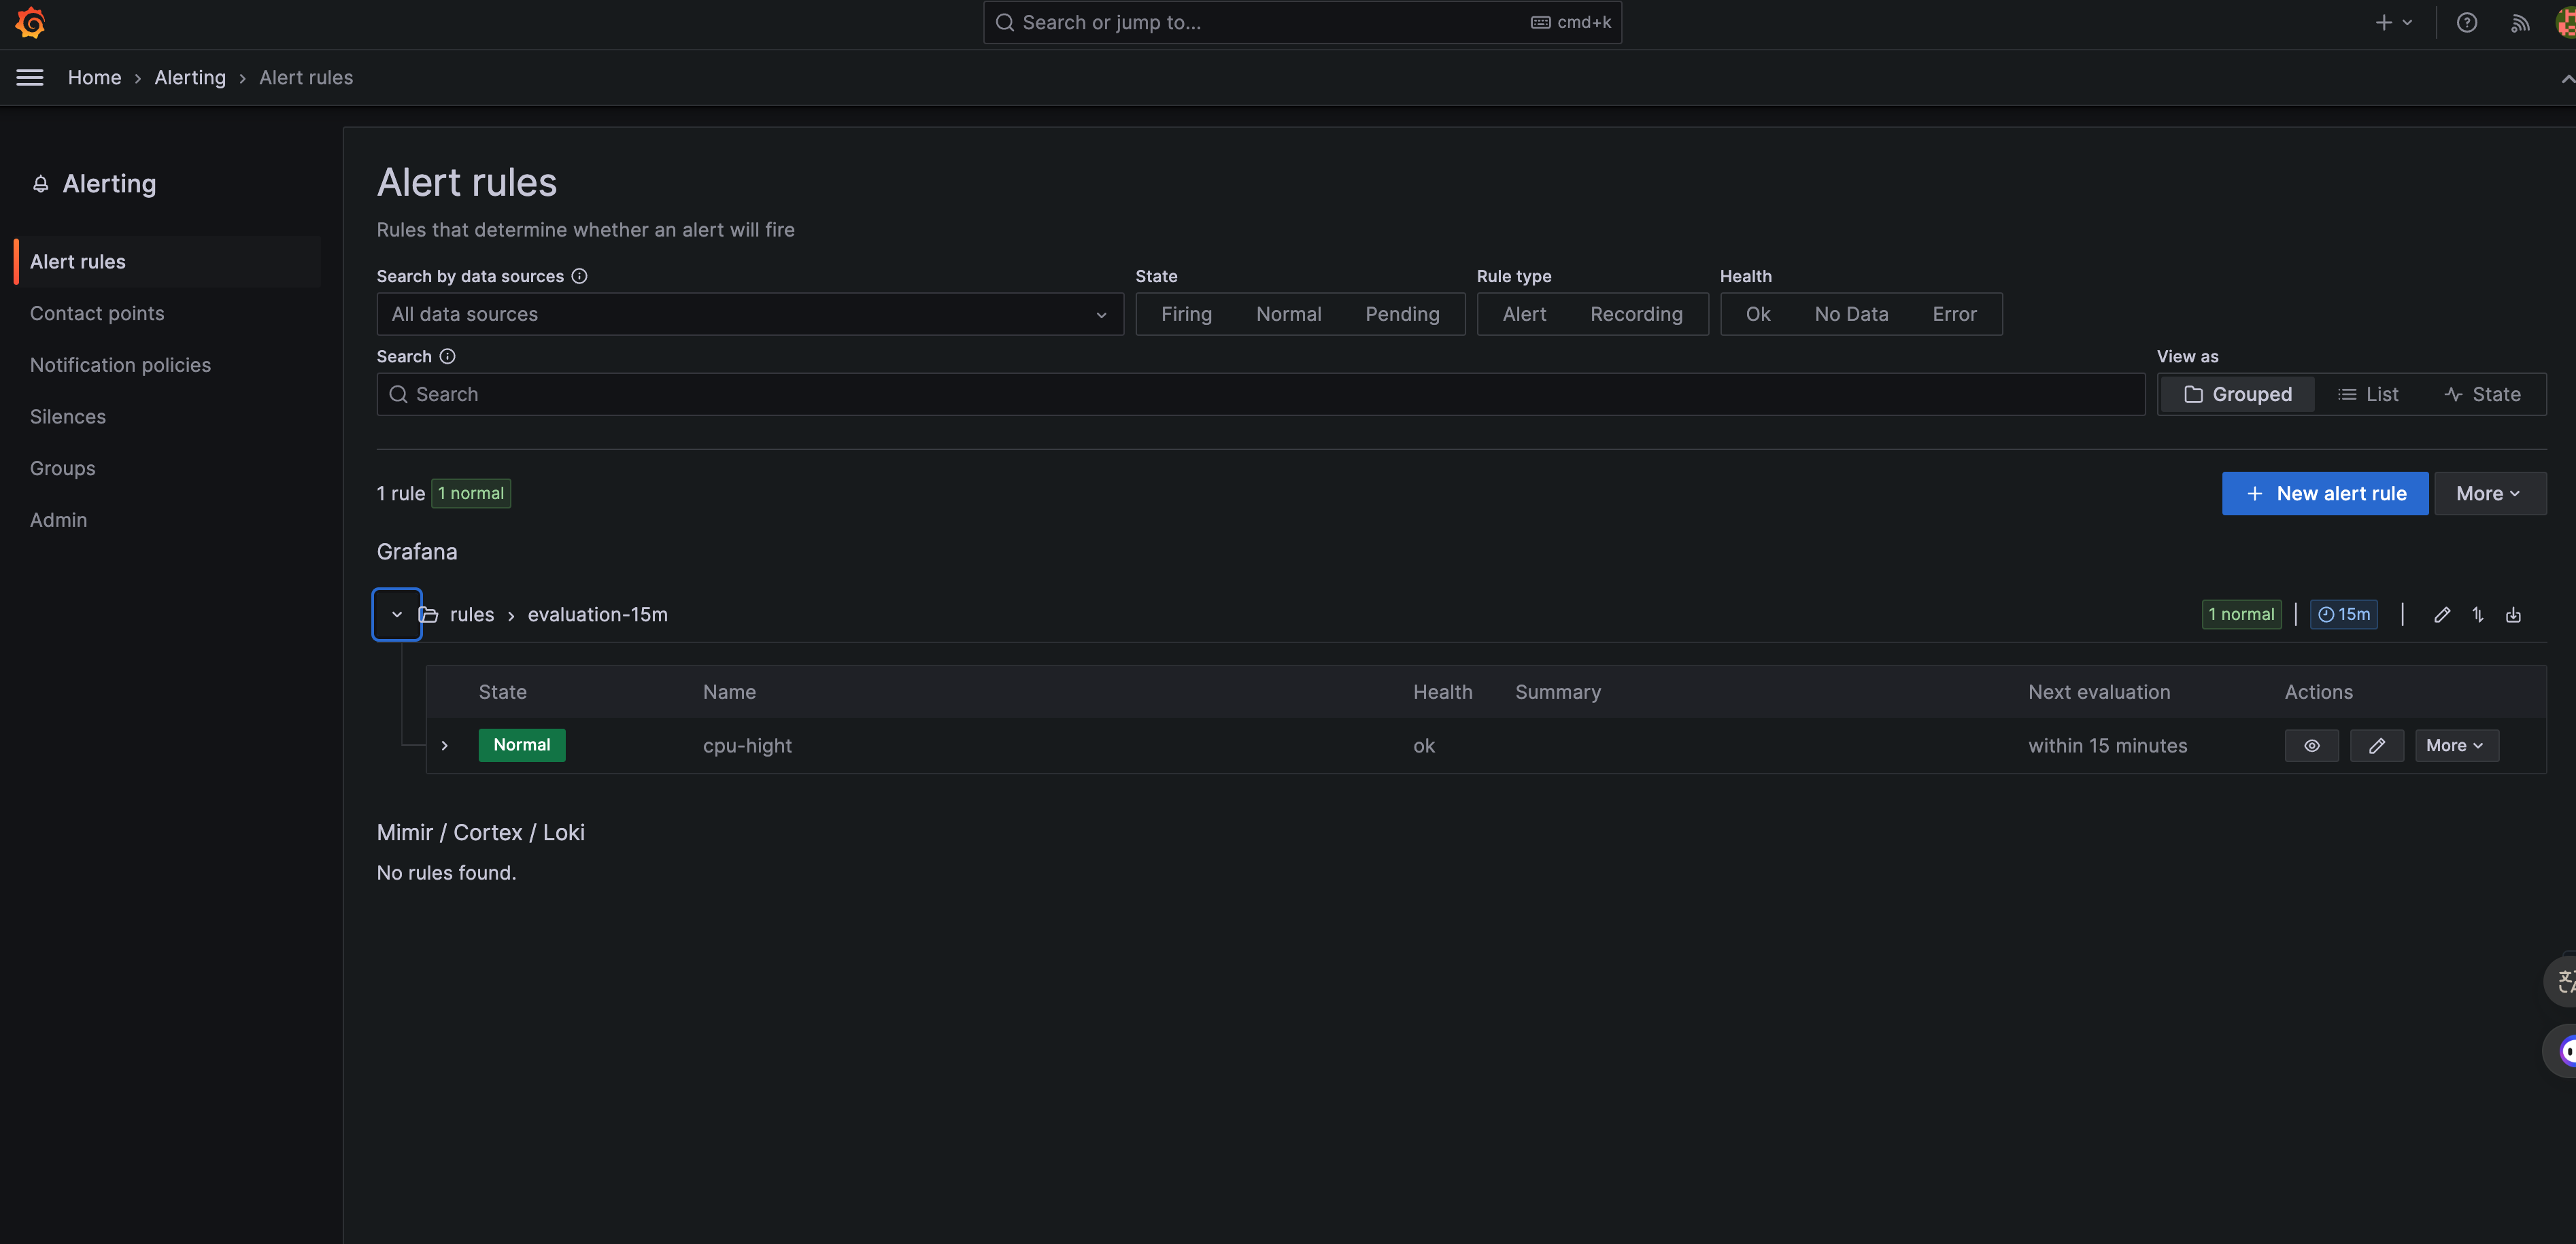 Search or jump to... cmd+k
Home > Alerting > Alert rules
Alerting
Alert rules
Contact points
Notification policies
Silences
Groups
Admin
Alert rules
Rules that determine whether an alert will fire
Search by data sources State Rule type Health
All data sources Firing Normal Pending Alert Recording Ok No Data Error
Search View as
Search Grouped List State
1 rule 1 normal + New alert rule More
Grafana
rules > evaluation-15m 1 normal | 15m |
State Name Health Summary Next evaluation Actions
Normal cpu-hight ok within 15 minutes More
Mimir / Cortex / Loki
No rules found.